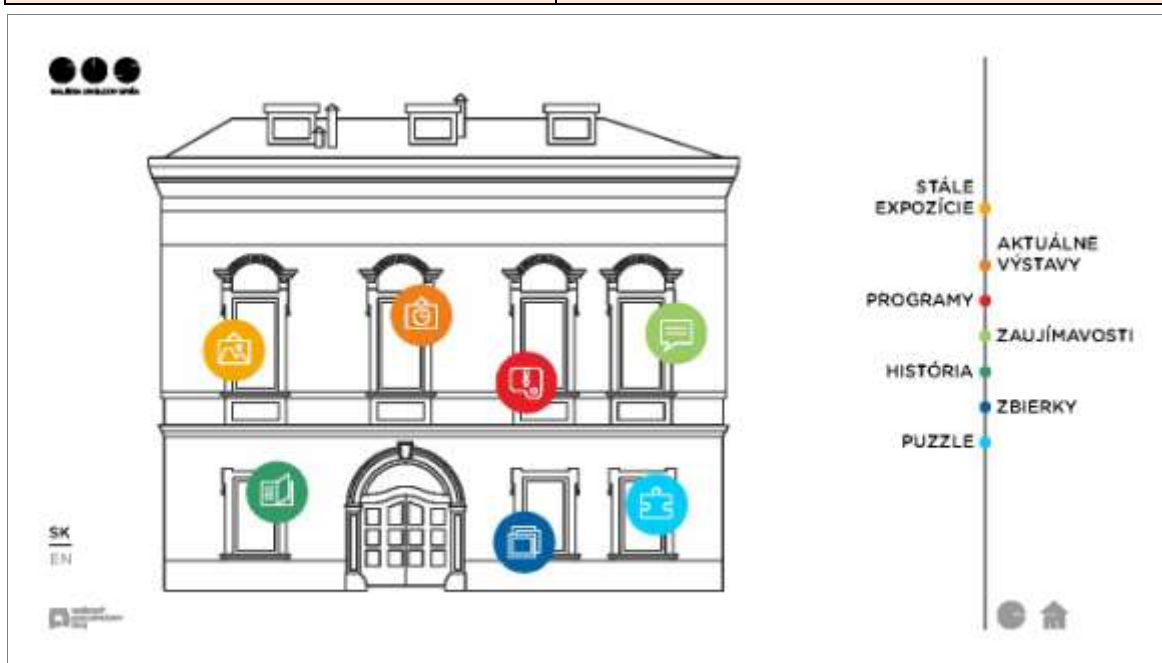 STÁLE
EXPOZÍCIE
AKTUÁLNE
VÝSTAVY
PROGRAMY
ZAUJÍMAVOSTI
HISTÓRIA
ZBIERKY
PUZZLE
SK
EN